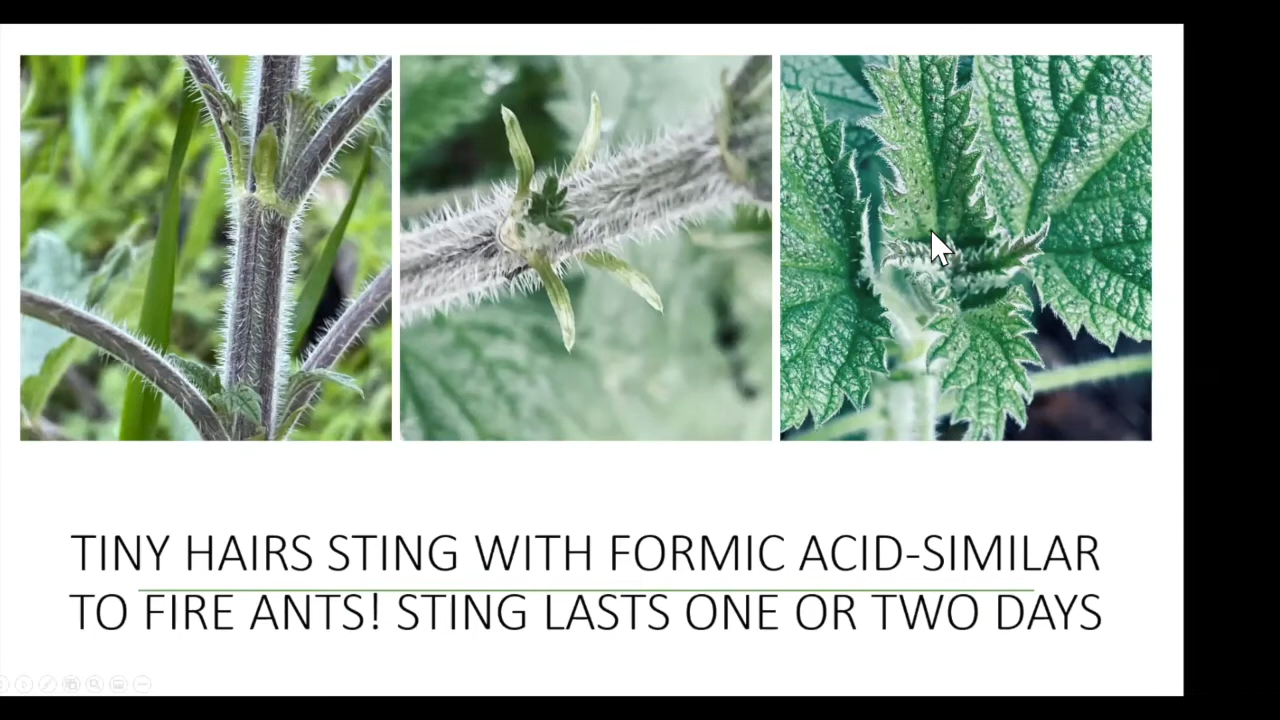 TINY HAIRS STING WITH FORMIC ACID-SIMILAR
TO FIRE ANTS! STING LASTS ONE OR TWO DAYS